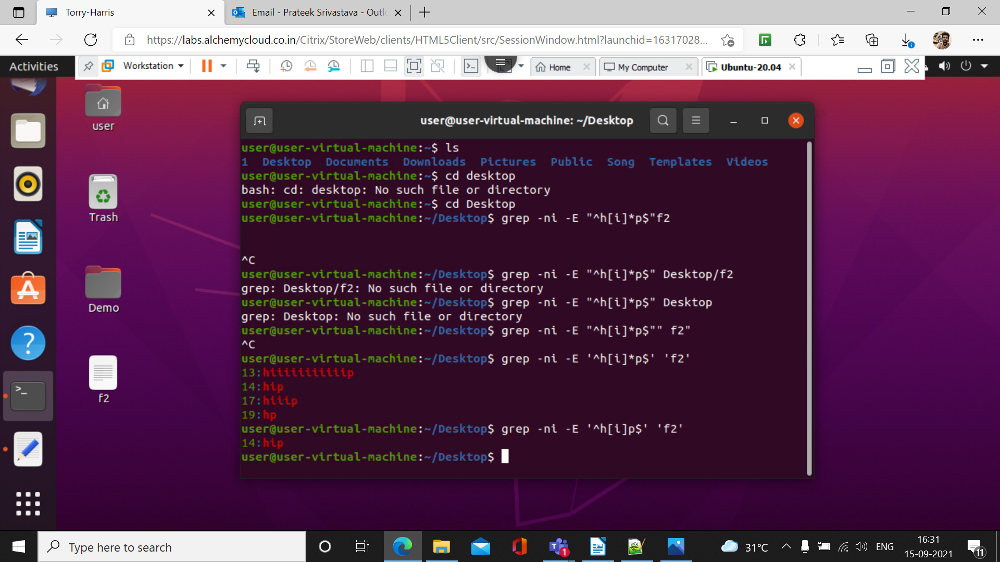 Torry-Harris
Email - Prateek Srivastava - Outlo
https://labs.alchemycloud.co.in/Citrix/StoreWeb/clients/HTML5Client/src/SessionWindow.html?launchid=16317028...
Activities
Workstation
Home
My Computer
Ubuntu-20.04
user
Trash
Demo
f2
user@user-virtual-machine: ~/Desktop
user@user-virtual-machine:~$ ls
1 Desktop Documents Downloads Pictures Public Song Templates Videos
user@user-virtual-machine:~$ cd desktop
bash: cd: desktop: No such file or directory
user@user-virtual-machine:~$ cd Desktop
user@user-virtual-machine:~/Desktop$ grep -ni -E "^h[i]*p$"f2
^C
user@user-virtual-machine:~/Desktop$ grep -ni -E "^h[i]*p$" Desktop/f2
grep: Desktop/f2: No such file or directory
user@user-virtual-machine:~/Desktop$ grep -ni -E "^h[i]*p$" Desktop
grep: Desktop: No such file or directory
user@user-virtual-machine:~/Desktop$ grep -ni -E "^h[i]*p$"" f2"
^C
user@user-virtual-machine:~/Desktop$ grep -ni -E '^h[i]*p$' 'f2'
13:hiiiiiiiiiiip
14:hip
17:hiiip
19:hp
user@user-virtual-machine:~/Desktop$ grep -ni -E '^h[i]p$' 'f2'
14:hip
user@user-virtual-machine:~/Desktop$
Type here to search
1
31°C
ENG
16:31
15-09-2021
11